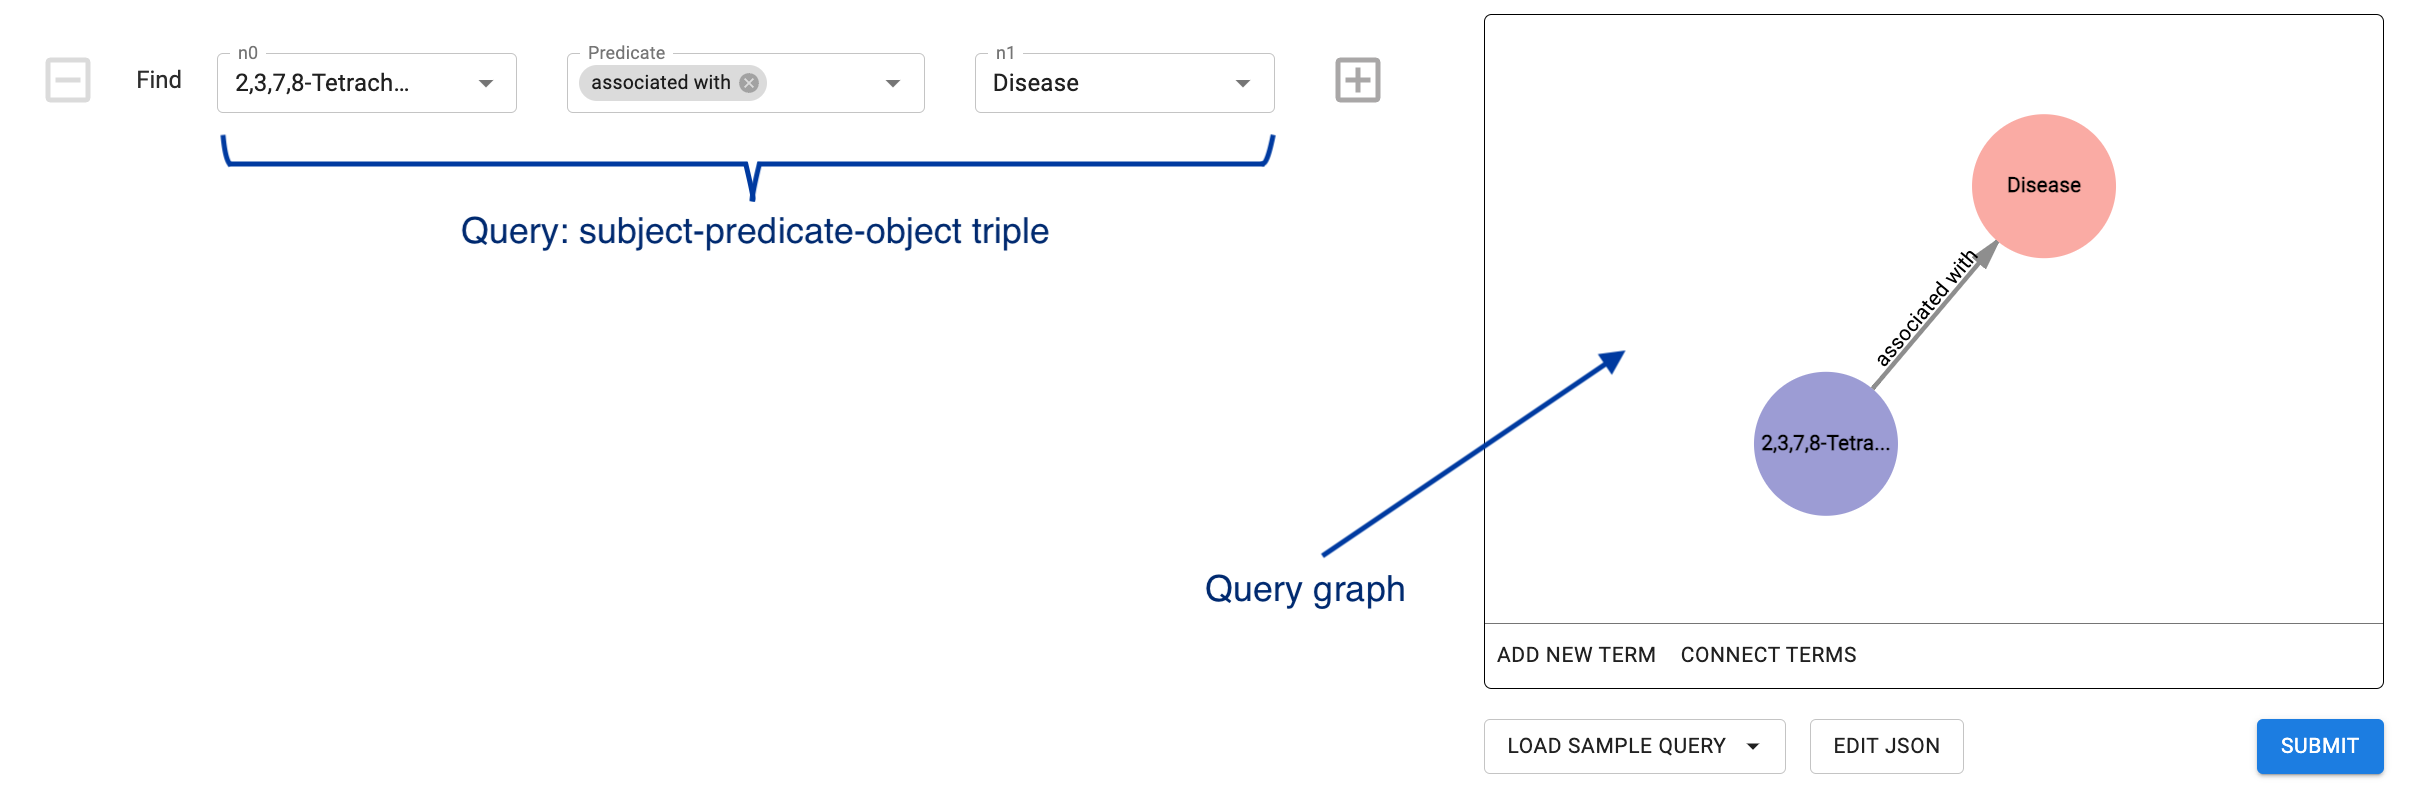 n0
Predicate
n1
Find
2,3,7,8-Tetrach...
associated with
Disease
Query: subject-predicate-object triple
Disease
associated with
2,3,7,8-Tetra...
Query graph
ADD NEW TERM
CONNECT TERMS
LOAD SAMPLE QUERY
EDIT JSON
SUBMIT